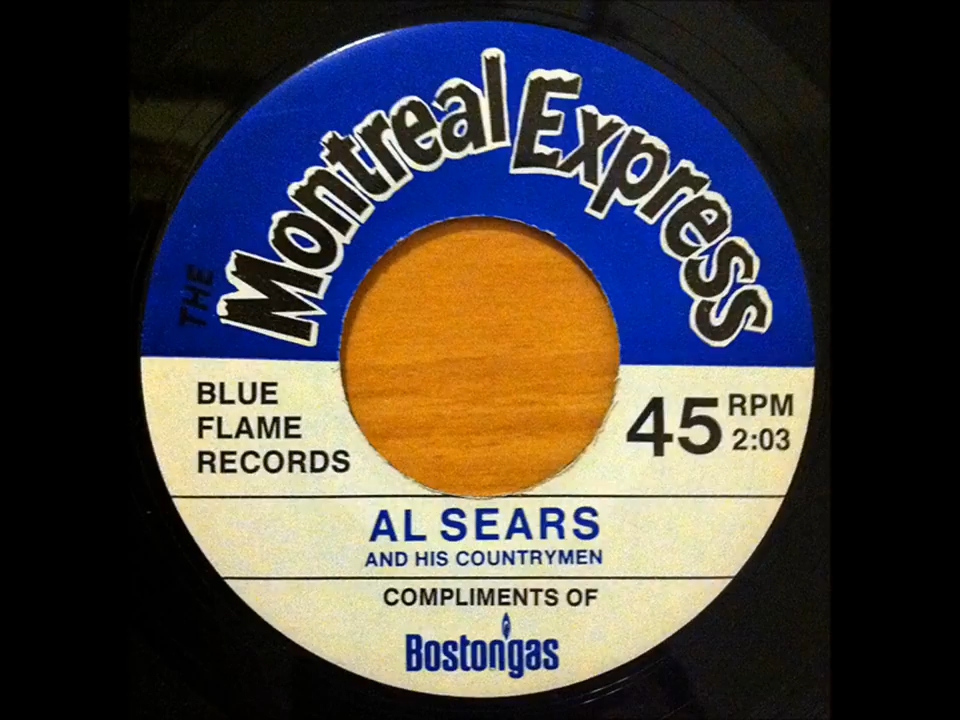 THE
Montreal Express
BLUE
FLAME
RECORDS
45 RPM
2:03
AL SEARS
AND HIS COUNTRYMEN
COMPLIMENTS OF
Bostongas